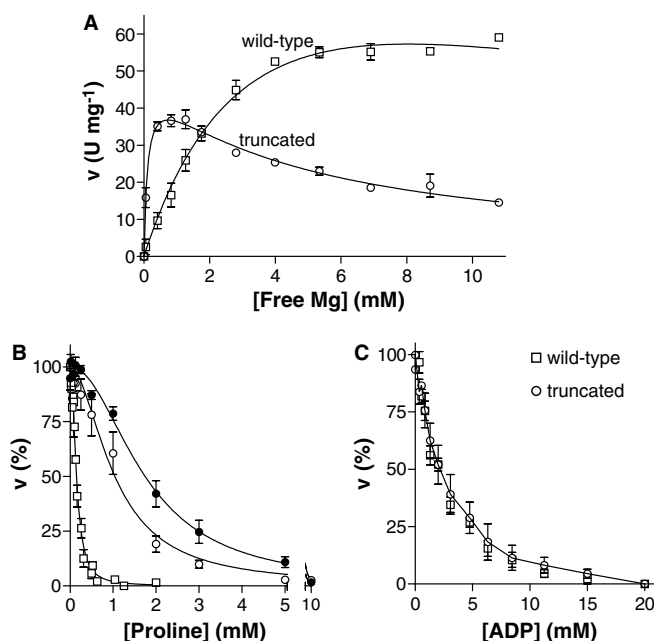 A
v (U mg-1)
60
50
40
30
20
10
0
wild-type
truncated
0 2 4 6 8 10
[Free Mg] (mM)
B
v (%)
100
75
50
25
0
0 1 2 3 4 5 10
[Proline] (mM)
C
v (%)
100
75
50
25
0
wild-type
truncated
0 5 10 15 20
[ADP] (mM)